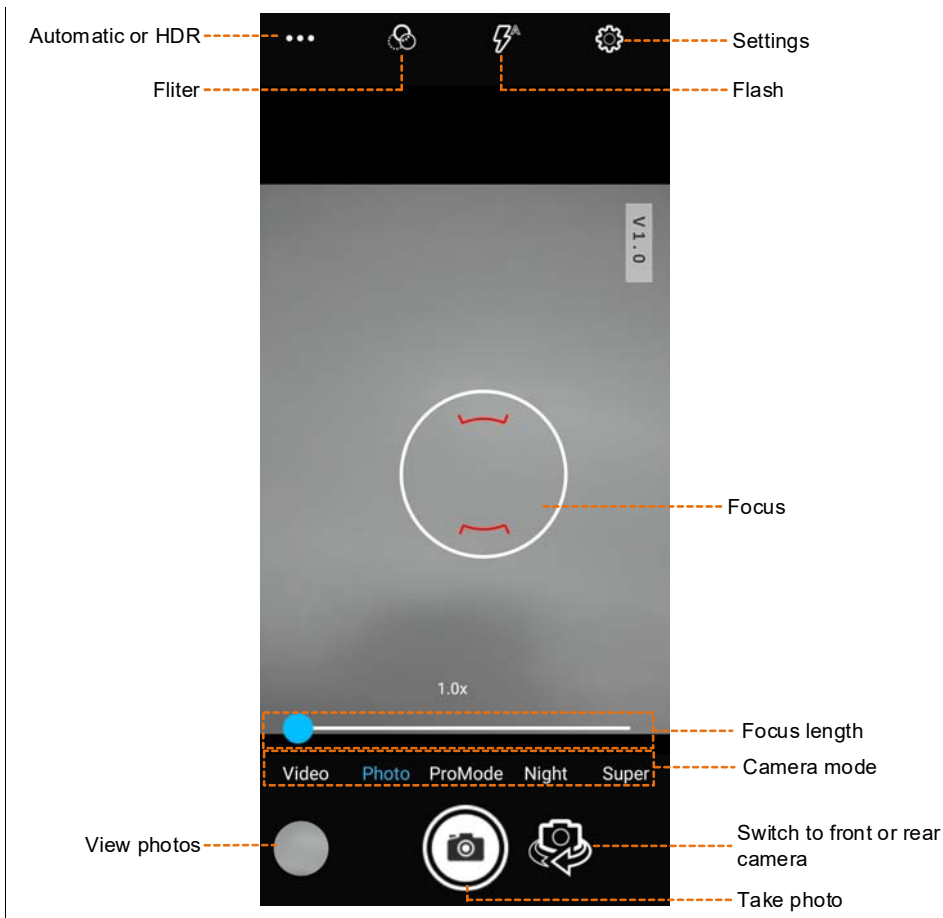 Automatic or HDR
Settings
Fliter
Flash
A
V1.0
Focus
1.0x
Focus length
Video Photo ProMode Night Super
Camera mode
View photos
Switch to front or rear
camera
Take photo